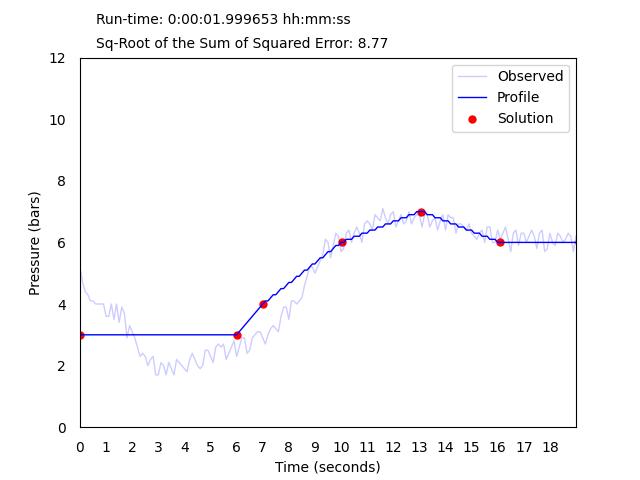 Run-time: 0:00:01.999653 hh:mm:ss
Sq-Root of the Sum of Squared Error: 8.77
12
10
8
6
4
2
0
Pressure (bars)
Observed
Profile
Solution
0 1 2 3 4 5 6 7 8 9 10 11 12 13 14 15 16 17 18
Time (seconds)